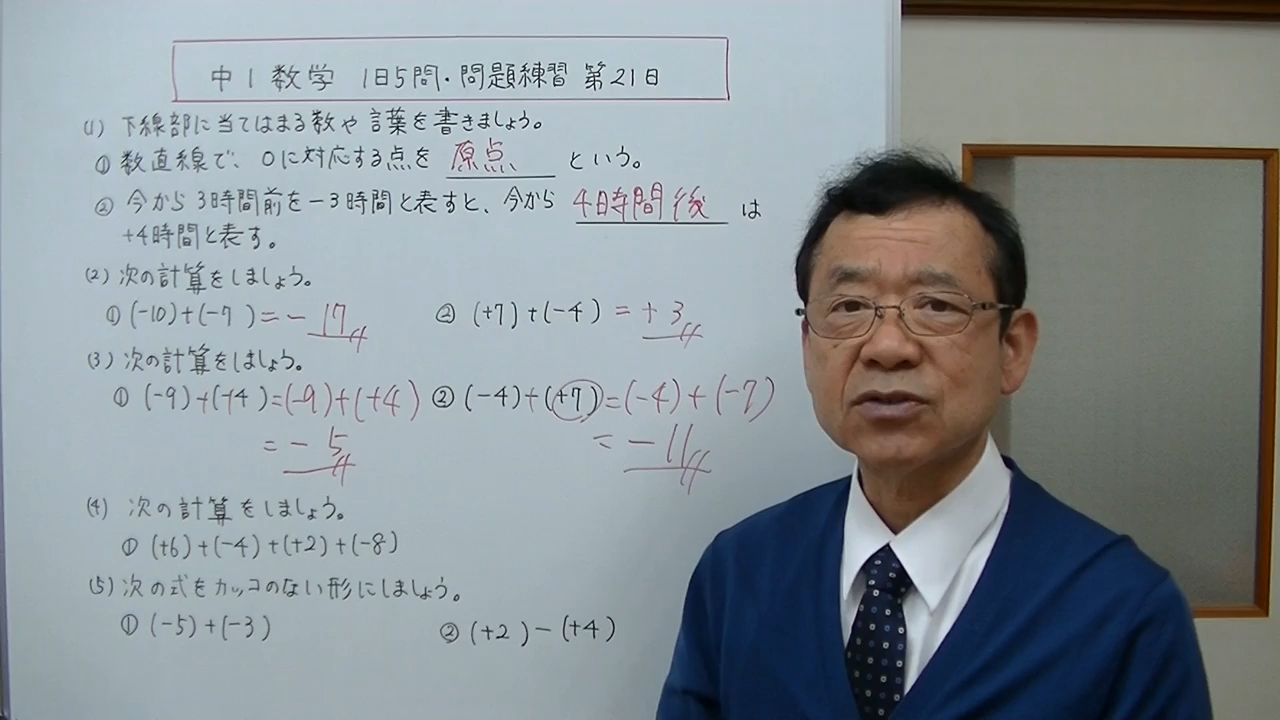 中1数学 1日5問・問題練習 第21日
(1) 下線部に当てはまる数や言葉を書きましょう。
① 数直線で、0に対応する点を 原点 という。
② 今から3時間前を-3時間と表すと、今から 4時間後 は
+4時間と表す。
(2) 次の計算をしましょう。
① (-10)+(-7)=-17 ② (+7)+(-4)=+3
(3) 次の計算をしましょう。
① (-9)+(+4)=(-9)+(+4) ② (-4)+(+7)=(-4)+(-7)
=-5 =-11
(4) 次の計算をしましょう。
① (+6)+(-4)+(+2)+(-8)
(5) 次の式をカッコのない形にしましょう。
① (-5)+(-3) ② (+2)-(+4)